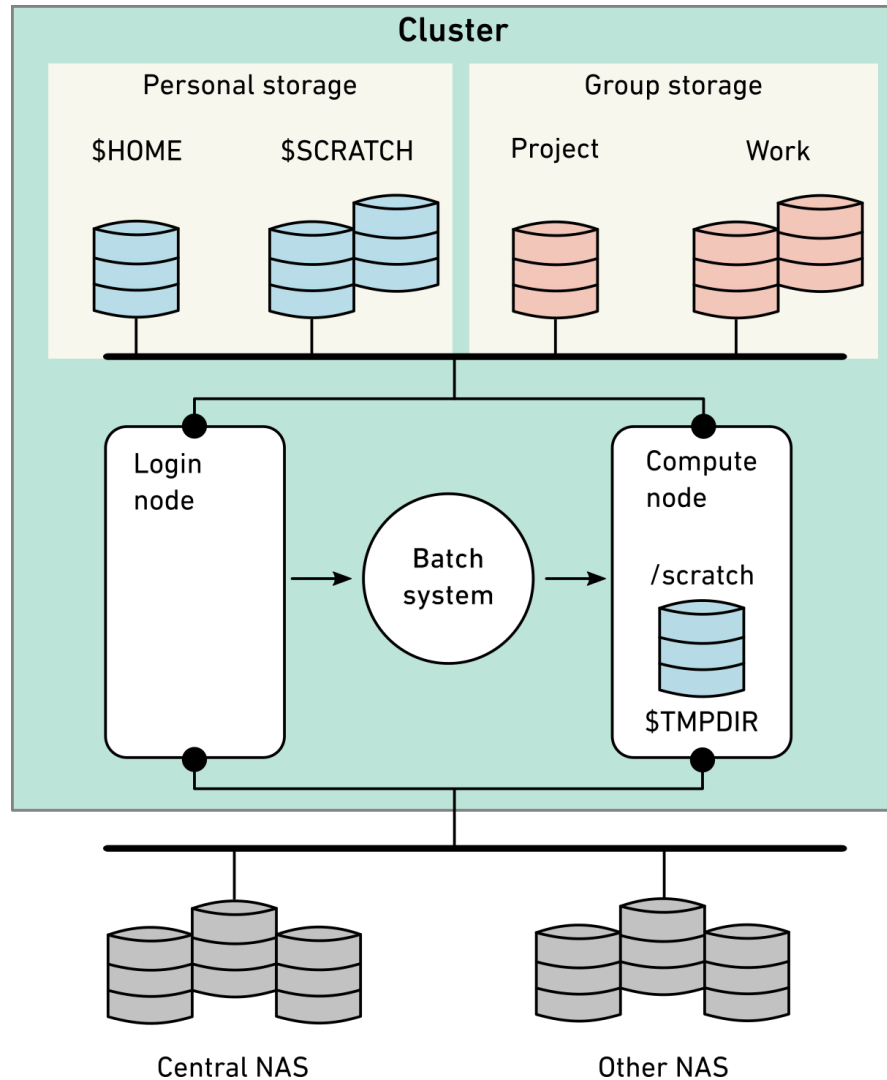 Cluster
Personal storage
Group storage
$HOME
$SCRATCH
Project
Work
Login
node
Batch
system
Compute
node
/scratch
$TMPDIR
Central NAS
Other NAS